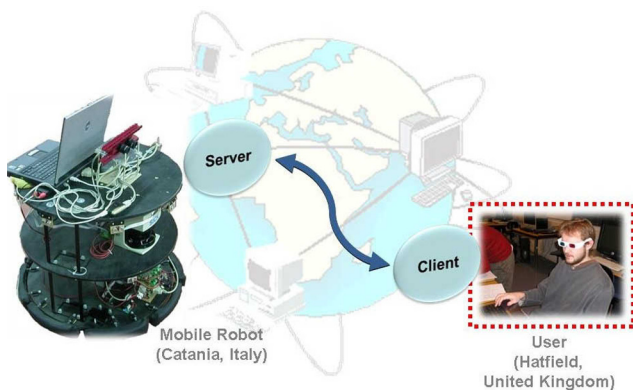 Server
Client
Mobile Robot
(Catania, Italy)
User
(Hatfield,
United Kingdom)